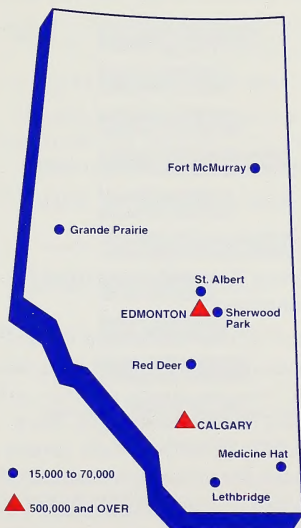 Fort McMurray
Grande Prairie
St. Albert
EDMONTON
Sherwood
Park
Red Deer
CALGARY
Medicine Hat
Lethbridge
15,000 to 70,000
500,000 and OVER